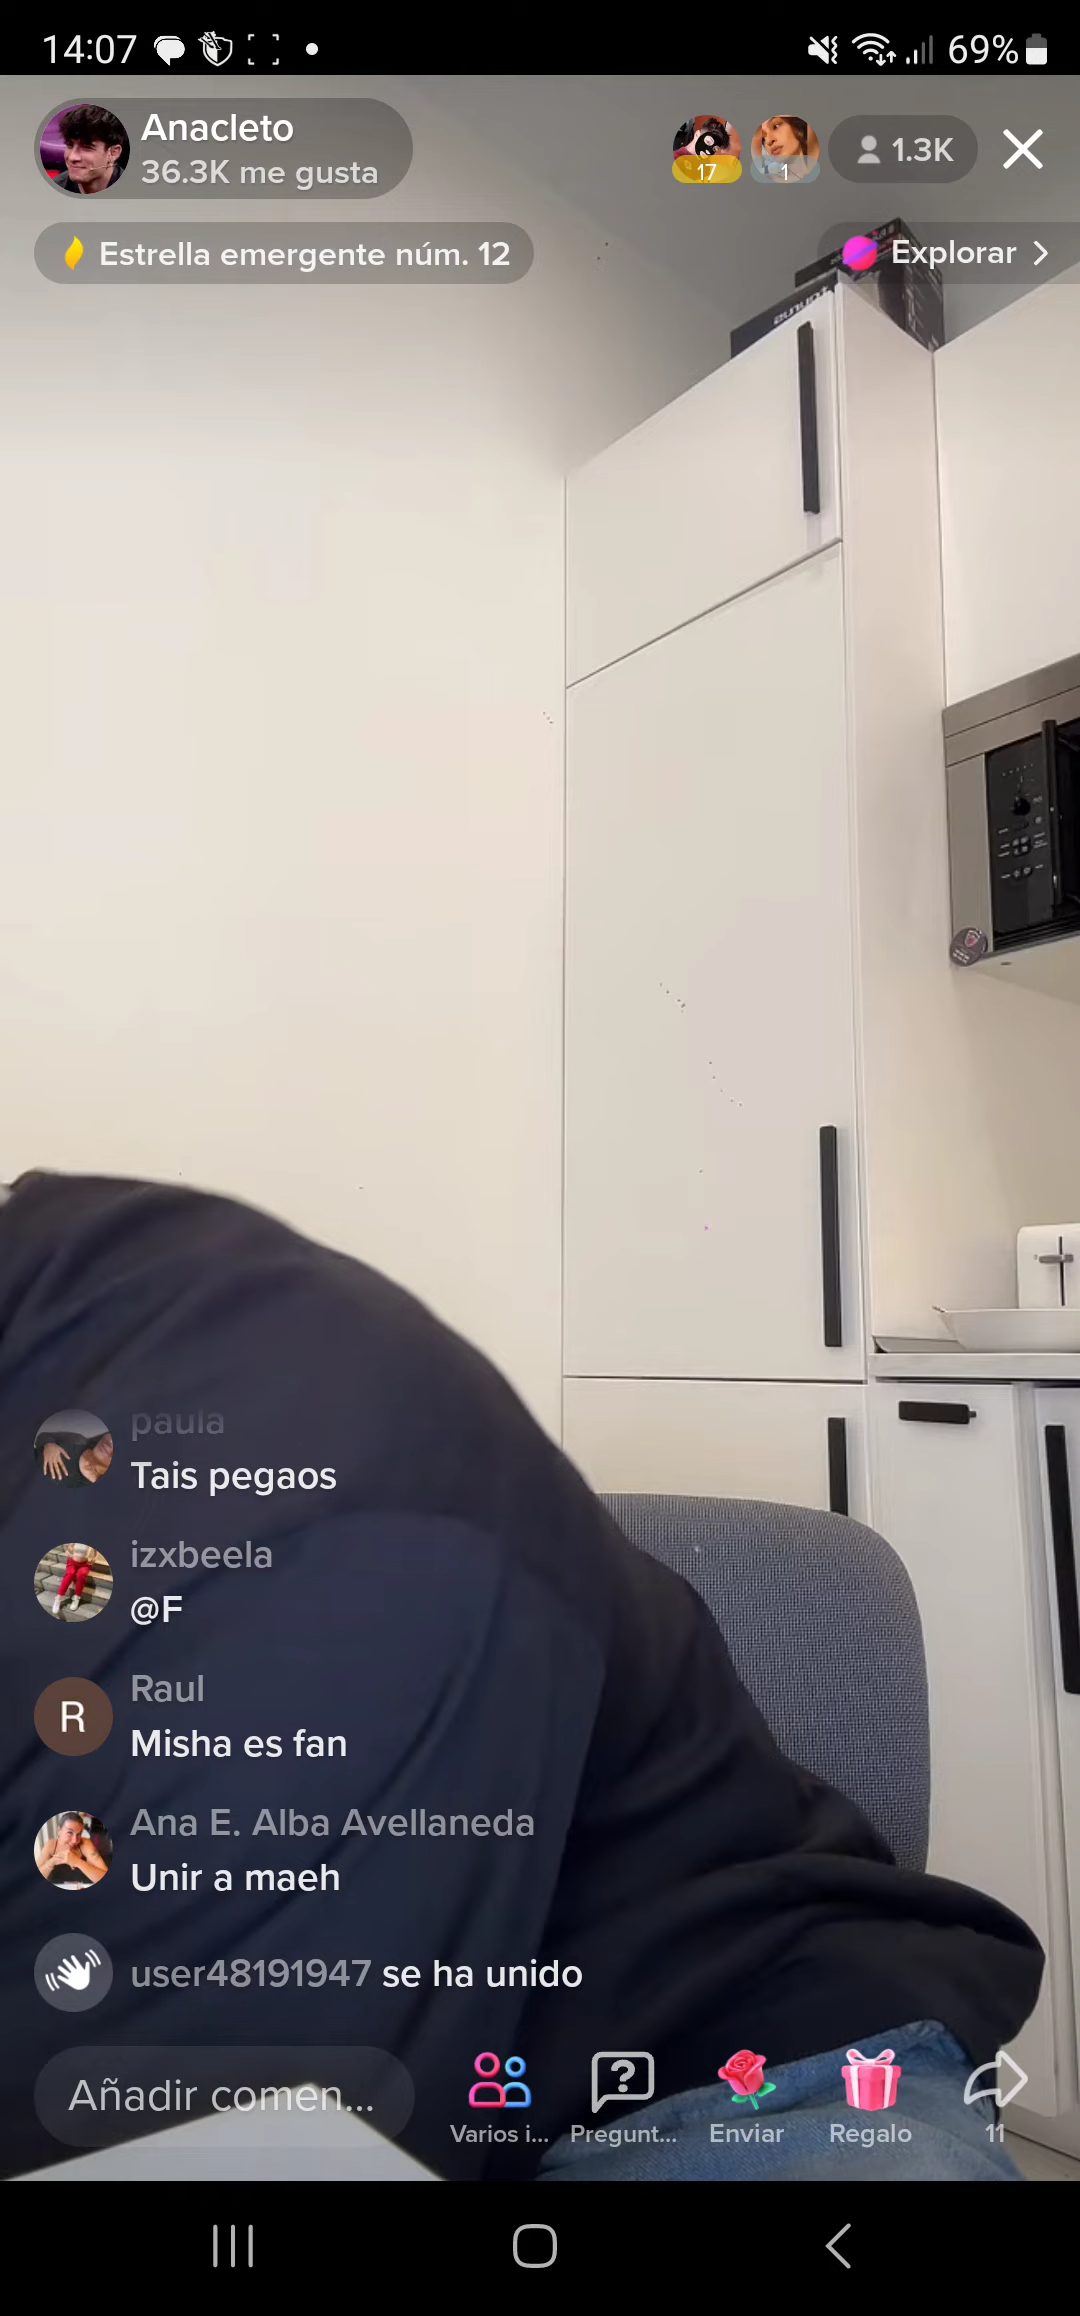 14:07
69%
Anacleto
36.3K me gusta
17
1
1.3K
Estrella emergente núm. 12
Explorar
aunuT
paula
Tais pegaos
izxbeela
@F
R
Raul
Misha es fan
Ana E. Alba Avellaneda
Unir a maeh
user48191947 se ha unido
Añadir comen...
Varios i...
Pregunt...
Enviar
Regalo
11